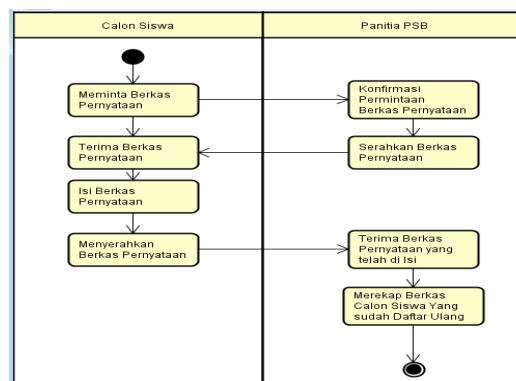 Calon Siswa
Panitia PSB
Meminta Berkas
Pernyataan
Konfirmasi
Permintaan
Berkas Pernyataan
Terima Berkas
Pernyataan
Serahkan Berkas
Pernyataan
Isi Berkas
Pernyataan
Menyerahkan
Berkas Pernyataan
Terima Berkas
Pernyataan yang
telah di Isi
Merekap Berkas
Calon Siswa Yang
sudah Daftar Ulang